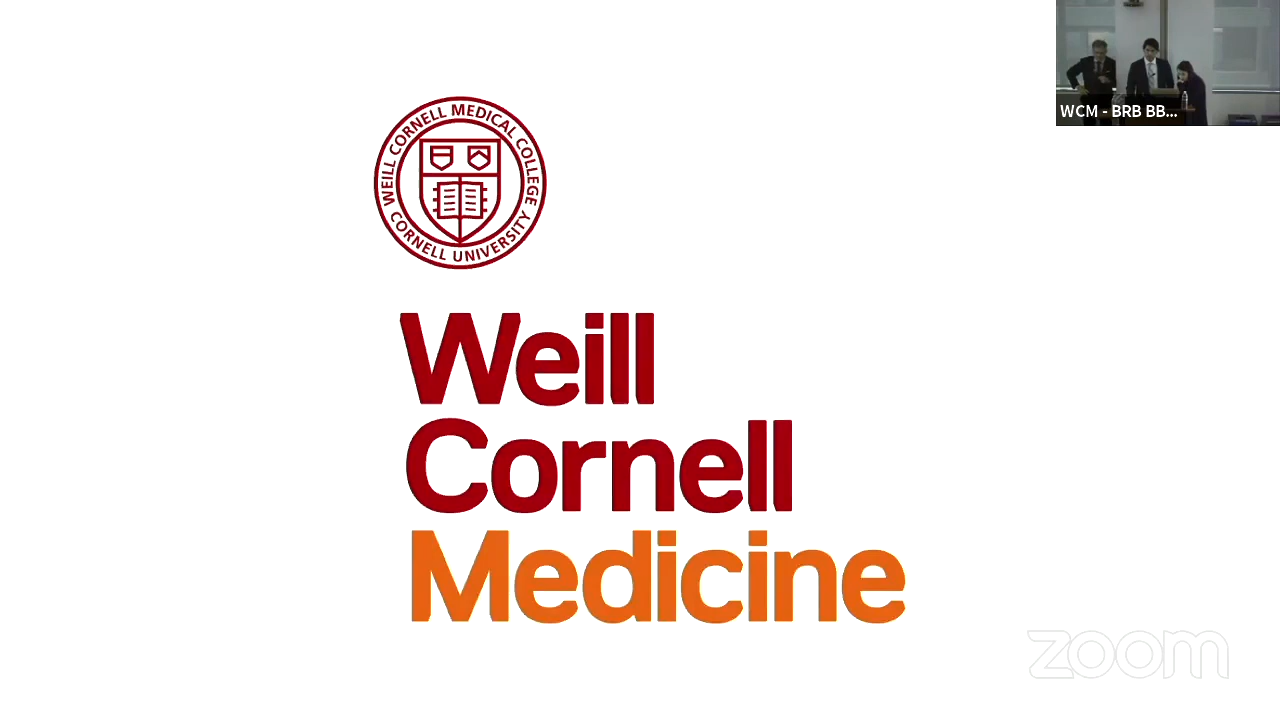 WCM - BRB BB...
WEILL CORNELL MEDICAL COLLEGE
CORNELL UNIVERSITY
Weill
Cornell
Medicine
zoom